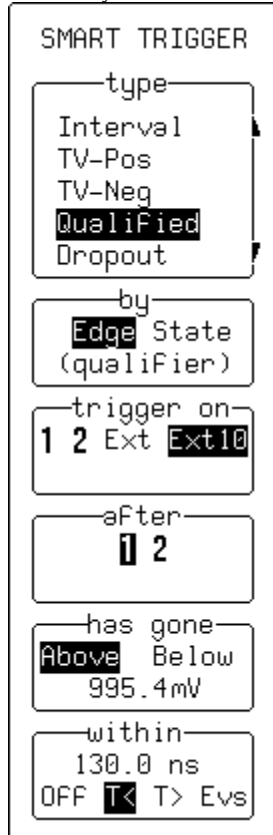 SMART TRIGGER
type
Interval
TV-Pos
TV-Neg
Qualified
Dropout
by
Edge State
(qualifier)
trigger on
1 2 Ext Ext10
after
1 2
has gone
Above Below
995.4mV
within
130.0 ns
OFF T< T> Evs